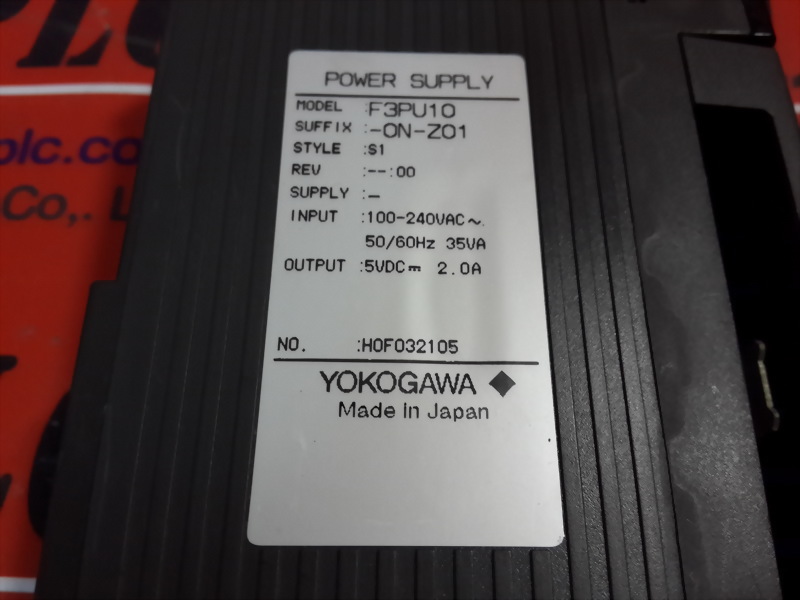 POWER SUPPLY
MODEL :F3PU10
SUFFIX :-0N-Z01
STYLE :S1
REV :--:00
SUPPLY :-
INPUT :100-240VAC~
50/60Hz 35VA
OUTPUT :5VDC⎓ 2.0A
NO. :H0F032105
YOKOGAWA ◆
Made In Japan
plc.co
Co,. L